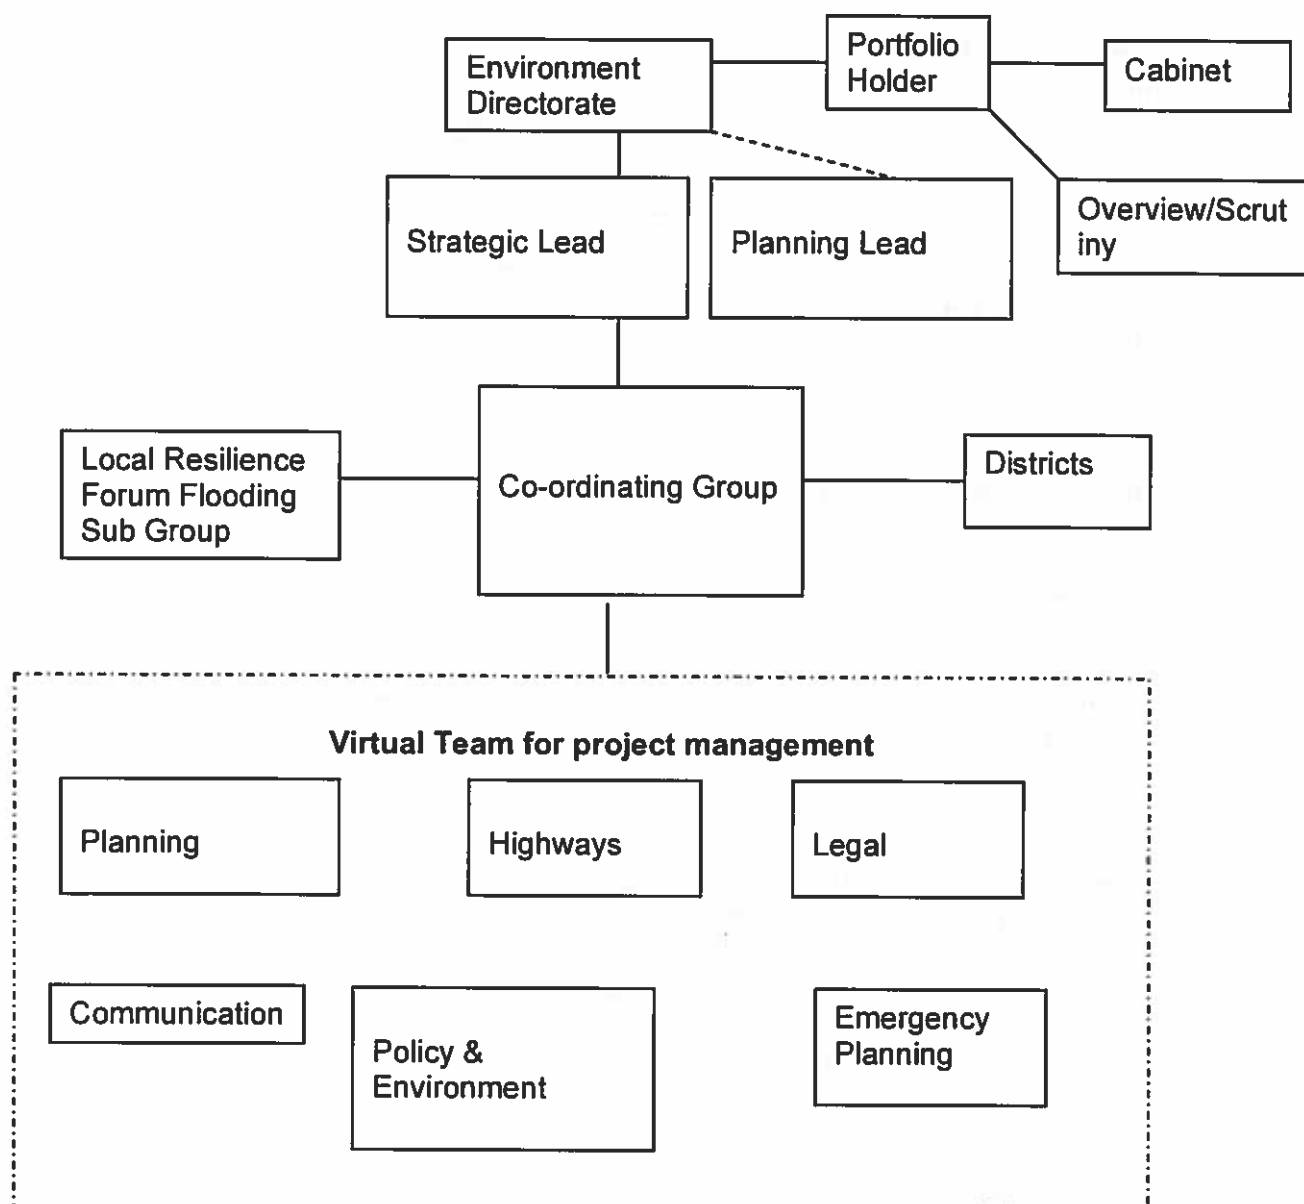 Environment
Directorate
Portfolio
Holder
Cabinet
Strategic Lead
Planning Lead
Overview/Scrut
iny
Local Resilience
Forum Flooding
Sub Group
Co-ordinating Group
Districts
Virtual Team for project management
Planning
Highways
Legal
Communication
Policy &
Environment
Emergency
Planning